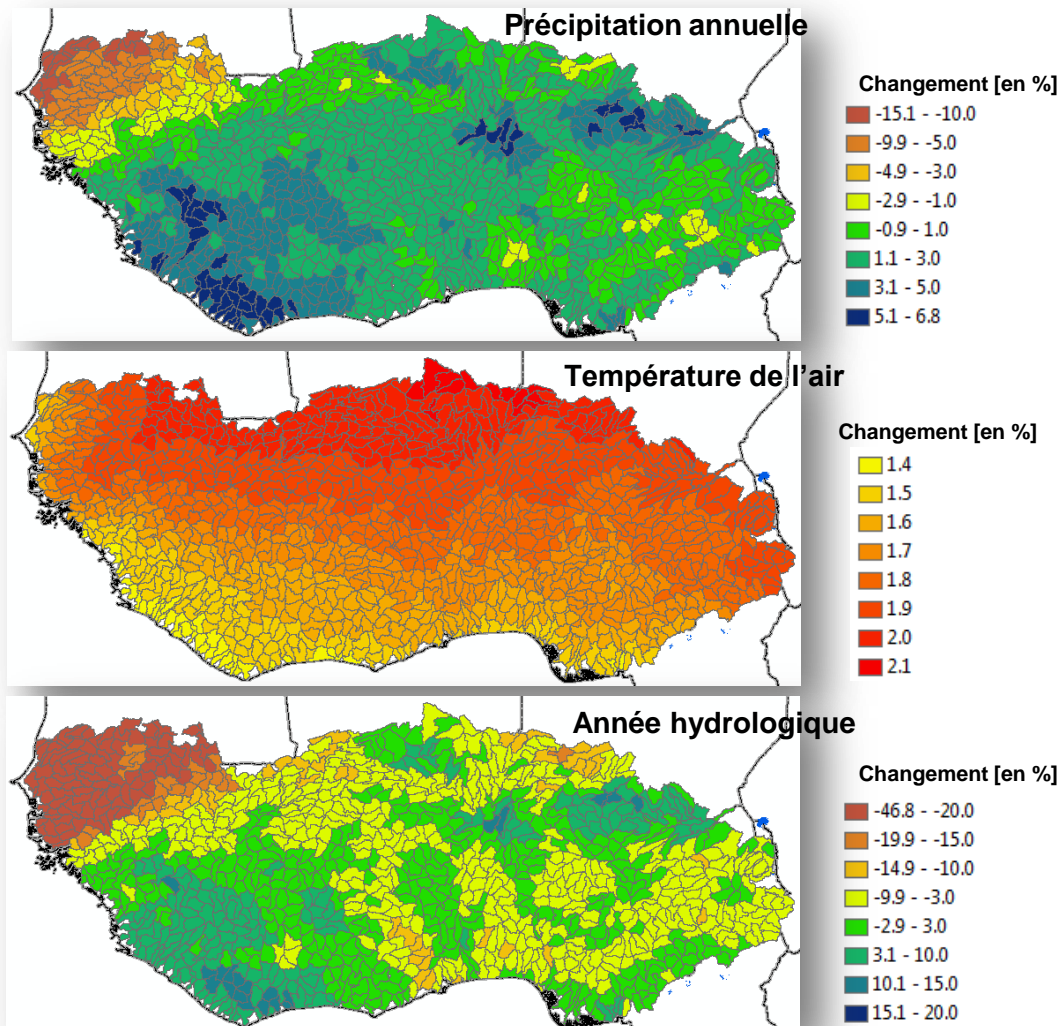 Précipitation annuelle
Changement [en %]
-15.1 - -10.0
-9.9 - -5.0
-4.9 - -3.0
-2.9 - -1.0
-0.9 - 1.0
1.1 - 3.0
3.1 - 5.0
5.1 - 6.8
Température de l’air
Changement [en %]
1.4
1.5
1.6
1.7
1.8
1.9
2.0
2.1
Année hydrologique
Changement [en %]
-46.8 - -20.0
-19.9 - -15.0
-14.9 - -10.0
-9.9 - -3.0
-2.9 - 3.0
3.1 - 10.0
10.1 - 15.0
15.1 - 20.0